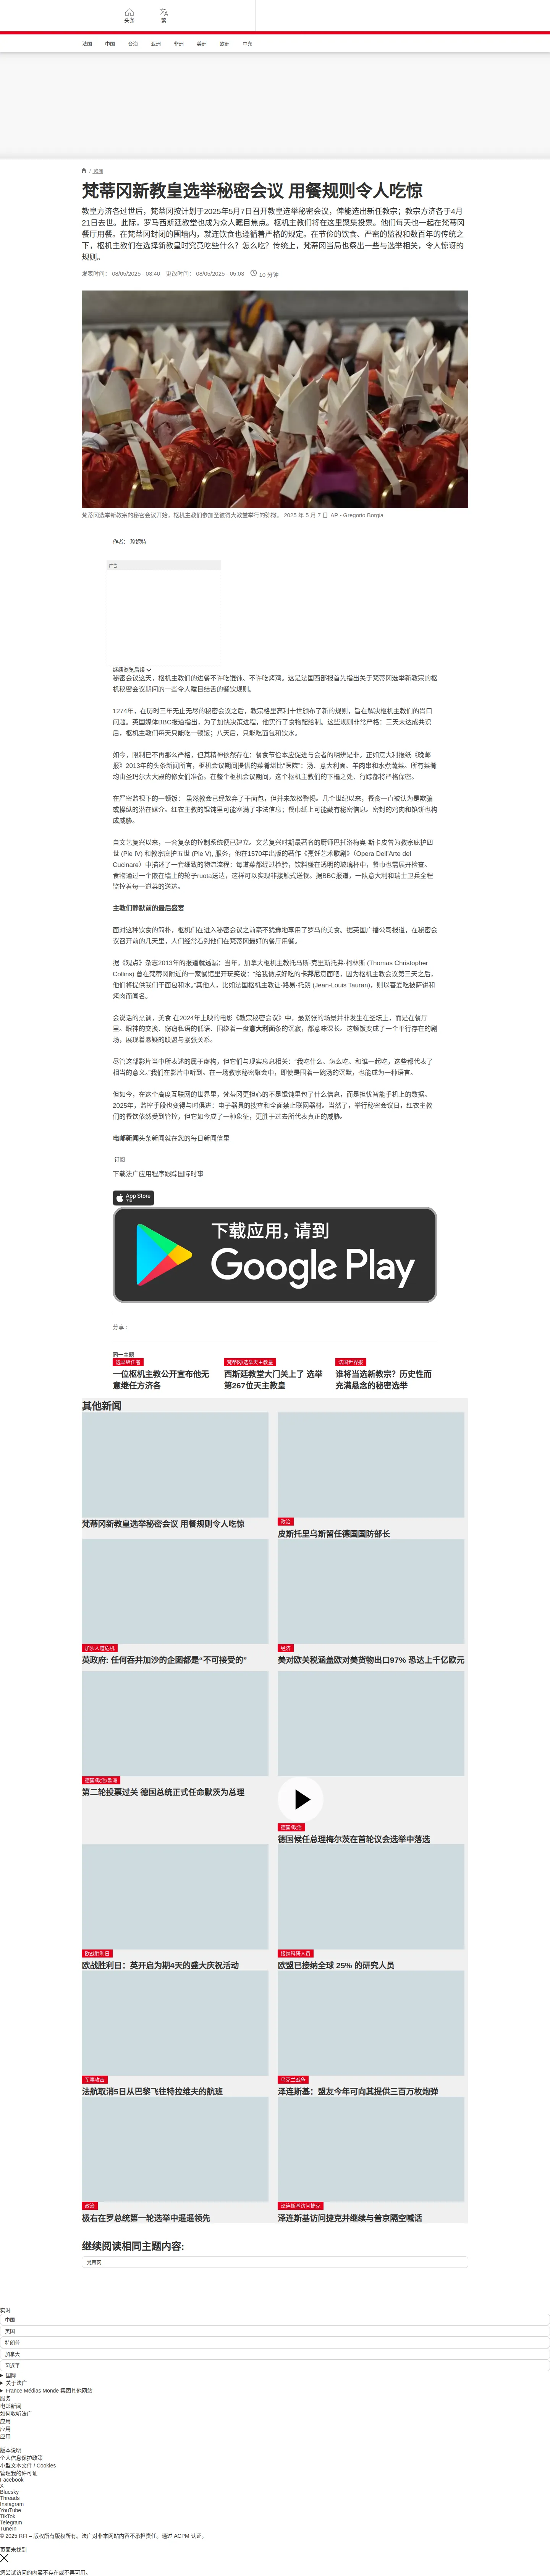 头条
繁
法国
中国
台海
亚洲
非洲
美洲
欧洲
中东
/ 欧洲
梵蒂冈新教皇选举秘密会议 用餐规则令人吃惊
教皇方济各过世后，梵蒂冈按计划于2025年5月7日召开教皇选举秘密会议，俾能选出新任教宗；教宗方济各于4月
21日去世。此际，罗马西斯廷教堂也成为众人瞩目焦点。枢机主教们将在这里聚集投票。他们每天也一起在梵蒂冈
餐厅用餐。在梵蒂冈封闭的围墙内，就连饮食也遵循着严格的规定。在节俭的饮食、严密的监视和数百年的传统之
下，枢机主教们在选择新教皇时究竟吃些什么？怎么吃？传统上，梵蒂冈当局也祭出一些与选举相关，令人惊讶的
规则。
发表时间： 08/05/2025 - 03:40 更改时间： 08/05/2025 - 05:03 10 分钟
梵蒂冈选举新教宗的秘密会议开始，枢机主教们参加圣彼得大教堂举行的弥撒， 2025 年 5 月 7 日 AP - Gregorio Borgia
作者： 珍妮特
广告
继续浏览后续
秘密会议这天，枢机主教们的进餐不许吃馄饨、不许吃烤鸡。这是法国西部报首先指出关于梵蒂冈选举新教宗的枢
机秘密会议期间的一些令人瞠目结舌的餐饮规则。
1274年，在历时三年无止无尽的秘密会议之后，教宗格里高利十世颁布了新的规则，旨在解决枢机主教们的胃口
问题。英国媒体BBC报道指出，为了加快决策进程，他实行了食物配给制。这些规则非常严格：三天未达成共识
后，枢机主教们每天只能吃一顿饭；八天后，只能吃面包和饮水。
如今，限制已不再那么严格，但其精神依然存在：餐食节俭本应促进与会者的明辨是非。正如意大利报纸《晚邮
报》2013年的头条新闻所言，枢机会议期间提供的菜肴堪比“医院”：汤、意大利面、羊肉串和水煮蔬菜。所有菜肴
均由圣玛尔大大殿的修女们准备。在整个枢机会议期间，这个枢机主教们的下榻之处、行踪都将严格保密。
在严密监视下的一顿饭： 虽然教会已经放弃了干面包，但并未放松警惕。几个世纪以来，餐食一直被认为是欺骗
或操纵的潜在媒介。红衣主教的馄饨里可能塞满了非法信息；餐巾纸上可能藏有秘密信息。密封的鸡肉和馅饼也构
成威胁。
自文艺复兴以来，一套复杂的控制系统便已建立。文艺复兴时期最著名的厨师巴托洛梅奥·斯卡皮曾为教宗庇护四
世 (Pie IV) 和教宗庇护五世 (Pie V), 服务，他在1570年出版的著作《烹饪艺术歌剧》（Opera Dell'Arte del
Cucinare）中描述了一套细致的物流流程：每道菜都经过检验，饮料盛在透明的玻璃杯中，餐巾也需展开检查。
食物通过一个嵌在墙上的轮子ruota送达，这样可以实现非接触式送餐。据BBC报道，一队意大利和瑞士卫兵全程
监控着每一道菜的送达。
主教们静默前的最后盛宴
面对这种饮食的简朴，枢机们在进入秘密会议之前毫不犹豫地享用了罗马的美食。据英国广播公司报道，在秘密会
议召开前的几天里，人们经常看到他们在梵蒂冈最好的餐厅用餐。
据《观点》杂志2013年的报道就透漏：当年，加拿大枢机主教托马斯·克里斯托弗·柯林斯 (Thomas Christopher
Collins) 曾在梵蒂冈附近的一家餐馆里开玩笑说：“给我做点好吃的卡邦尼意面吧，因为枢机主教会议第三天之后，
他们将提供我们干面包和水。”其他人，比如法国枢机主教让-路易·托朗 (Jean-Louis Tauran)，则以喜爱吃披萨饼和
烤肉而闻名。
会说话的烹调，美食 在2024年上映的电影《教宗秘密会议》中，最紧张的场景并非发生在圣坛上，而是在餐厅
里。眼神的交换、窃窃私语的低语、围绕着一盘意大利面条的沉寂，都意味深长。这顿饭变成了一个平行存在的剧
场，展现着悬疑的联盟与紧张关系。
尽管这部影片当中所表述的属于虚构，但它们与现实息息相关：“我吃什么、怎么吃、和谁一起吃，这些都代表了
相当的意义。”我们在影片中听到。在一场教宗秘密聚会中，即使是围着一碗汤的沉默，也能成为一种语言。
但如今，在这个高度互联网的世界里，梵蒂冈更担心的不是馄饨里包了什么信息，而是担忧智能手机上的数据。
2025年，监控手段也变得与时俱进：电子器具的搜查和全面禁止联网器材。当然了，举行秘密会议日，红衣主教
们的餐饮依然受到管控，但它如今成了一种象征，更胜于过去所代表真正的威胁。
电邮新闻头条新闻就在您的每日新闻信里
订阅
下载法广应用程序跟踪国际时事
App Store
下载
下载应用，请到
Google Play
分享：
同一主题
选举继任者
一位枢机主教公开宣布他无
意继任方济各
梵蒂冈/选举天主教皇
西斯廷教堂大门关上了 选举
第267位天主教皇
法国世界报
谁将当选新教宗？历史性而
充满悬念的秘密选举
其他新闻
梵蒂冈新教皇选举秘密会议 用餐规则令人吃惊
政治
皮斯托里乌斯留任德国国防部长
加沙人道危机
英政府: 任何吞并加沙的企图都是"不可接受的"
经济
美对欧关税涵盖欧对美货物出口97% 恐达上千亿欧元
德国/政治/欧洲
第二轮投票过关 德国总统正式任命默茨为总理
德国/政治
德国候任总理梅尔茨在首轮议会选举中落选
欧战胜利日
欧战胜利日：英开启为期4天的盛大庆祝活动
接纳科研人员
欧盟已接纳全球 25% 的研究人员
军事攻击
法航取消5日从巴黎飞往特拉维夫的航班
乌克兰战争
泽连斯基：盟友今年可向其提供三百万枚炮弹
政治
极右在罗总统第一轮选举中遥遥领先
泽连斯基访问捷克
泽连斯基访问捷克并继续与普京隔空喊话
继续阅读相同主题内容:
梵蒂冈
实时
中国
美国
特朗普
加拿大
习近平
国际
关于法广
France Médias Monde 集团其他网站
服务
电邮新闻
如何收听法广
应用
应用
应用
版本说明
个人信息保护政策
小型文本文件 / Cookies
管理我的许可证
Facebook
X
Bluesky
Threads
Instagram
YouTube
TikTok
Telegram
TuneIn
© 2025 RFI – 版权所有版权所有。法广对非本网站内容不承担责任。通过 ACPM 认证。
页面未找到
您尝试访问的内容不存在或不再可用。